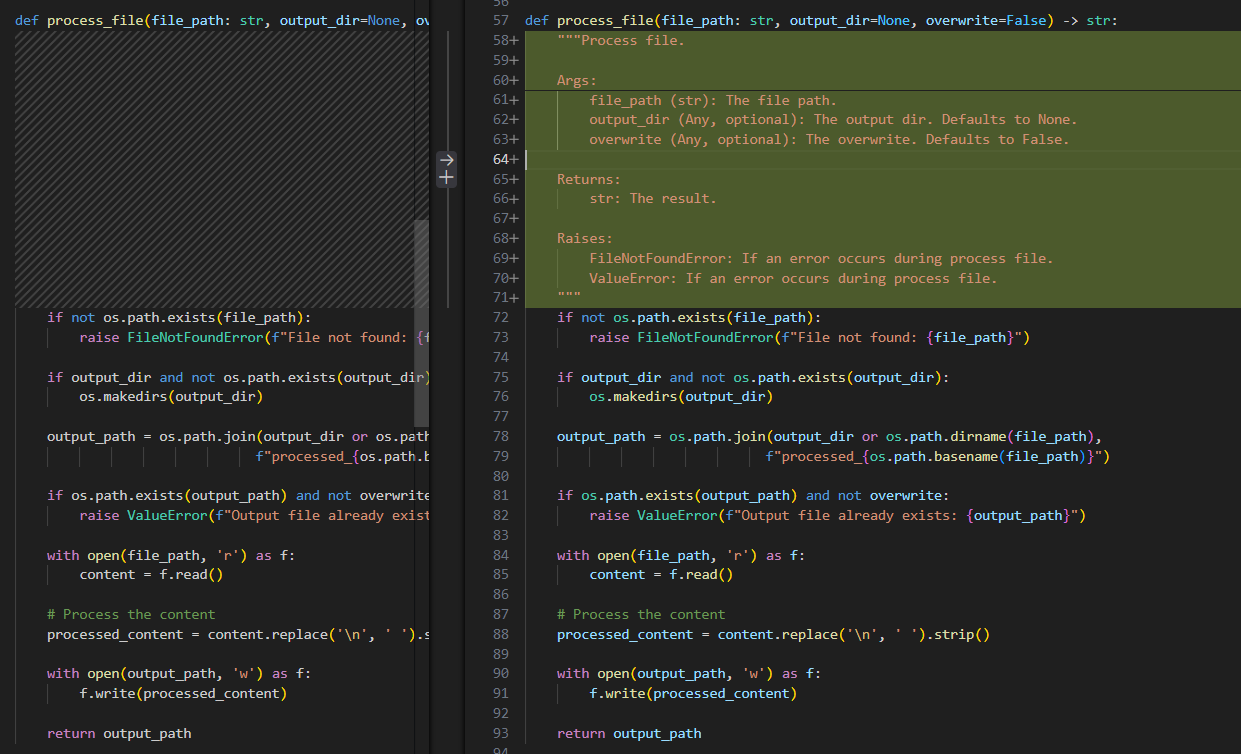 def process_file(file_path: str, output_dir=None, ov
if not os.path.exists(file_path):
raise FileNotFoundError(f"File not found: {f
if output_dir and not os.path.exists(output_dir)
os.makedirs(output_dir)
output_path = os.path.join(output_dir or os.path
f"processed_{os.path.b
if os.path.exists(output_path) and not overwrite
raise ValueError(f"Output file already exist
with open(file_path, 'r') as f:
content = f.read()
# Process the content
processed_content = content.replace('\n', ' ').s
with open(output_path, 'w') as f:
f.write(processed_content)
return output_path
56
57 def process_file(file_path: str, output_dir=None, overwrite=False) -> str:
58+ """Process file.
59+
60+ Args:
61+ file_path (str): The file path.
62+ output_dir (Any, optional): The output dir. Defaults to None.
63+ overwrite (Any, optional): The overwrite. Defaults to False.
64+
65+ Returns:
66+ str: The result.
67+
68+ Raises:
69+ FileNotFoundError: If an error occurs during process file.
70+ ValueError: If an error occurs during process file.
71+ """
72 if not os.path.exists(file_path):
73 raise FileNotFoundError(f"File not found: {file_path}")
74
75 if output_dir and not os.path.exists(output_dir):
76 os.makedirs(output_dir)
77
78 output_path = os.path.join(output_dir or os.path.dirname(file_path),
79 f"processed_{os.path.basename(file_path)}")
80
81 if os.path.exists(output_path) and not overwrite:
82 raise ValueError(f"Output file already exists: {output_path}")
83
84 with open(file_path, 'r') as f:
85 content = f.read()
86
87 # Process the content
88 processed_content = content.replace('\n', ' ').strip()
89
90 with open(output_path, 'w') as f:
91 f.write(processed_content)
92
93 return output_path
94